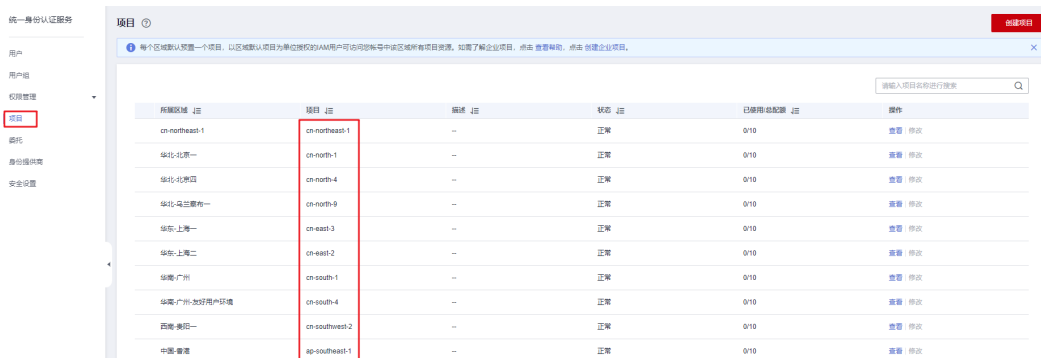 统一身份认证服务
用户
用户组
权限管理
项目
委托
身份提供商
安全设置
项目
创建项目
每个区域默认预置一个项目，以区域默认项目为单位授权的IAM用户可访问您帐号中该区域所有项目资源。如需了解企业项目，点击 查看帮助，点击 创建企业项目。
请输入项目名称进行搜索
所属区域 项目 描述 状态 已使用/总配额 操作
cn-northeast-1 cn-northeast-1 -- 正常 0/10 查看 修改
华北-北京一 cn-north-1 -- 正常 0/10 查看 修改
华北-北京四 cn-north-4 -- 正常 0/10 查看 修改
华北-乌兰察布一 cn-north-9 -- 正常 0/10 查看 修改
华东-上海一 cn-east-3 -- 正常 0/10 查看 修改
华东-上海二 cn-east-2 -- 正常 0/10 查看 修改
华南-广州 cn-south-1 -- 正常 0/10 查看 修改
华南-广州-友好用户环境 cn-south-4 -- 正常 0/10 查看 修改
西南-贵阳一 cn-southwest-2 -- 正常 0/10 查看 修改
中国-香港 ap-southeast-1 -- 正常 0/10 查看 修改